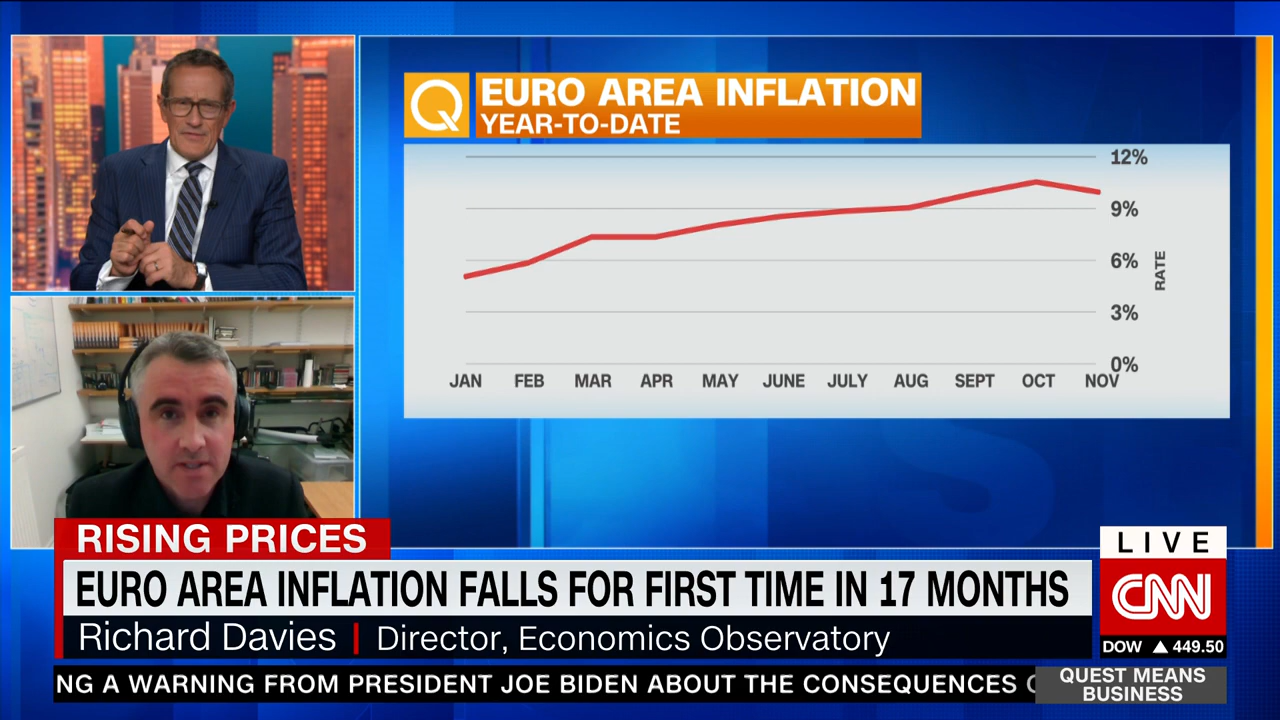 Q
EURO AREA INFLATION
YEAR-TO-DATE
12%
9%
6%
3%
0%
RATE
JAN FEB MAR APR MAY JUNE JULY AUG SEPT OCT NOV
RISING PRICES
EURO AREA INFLATION FALLS FOR FIRST TIME IN 17 MONTHS
Richard Davies | Director, Economics Observatory
LIVE
CNN
DOW ▲ 449.50
NG A WARNING FROM PRESIDENT JOE BIDEN ABOUT THE CONSEQUENCES
QUEST MEANS
BUSINESS